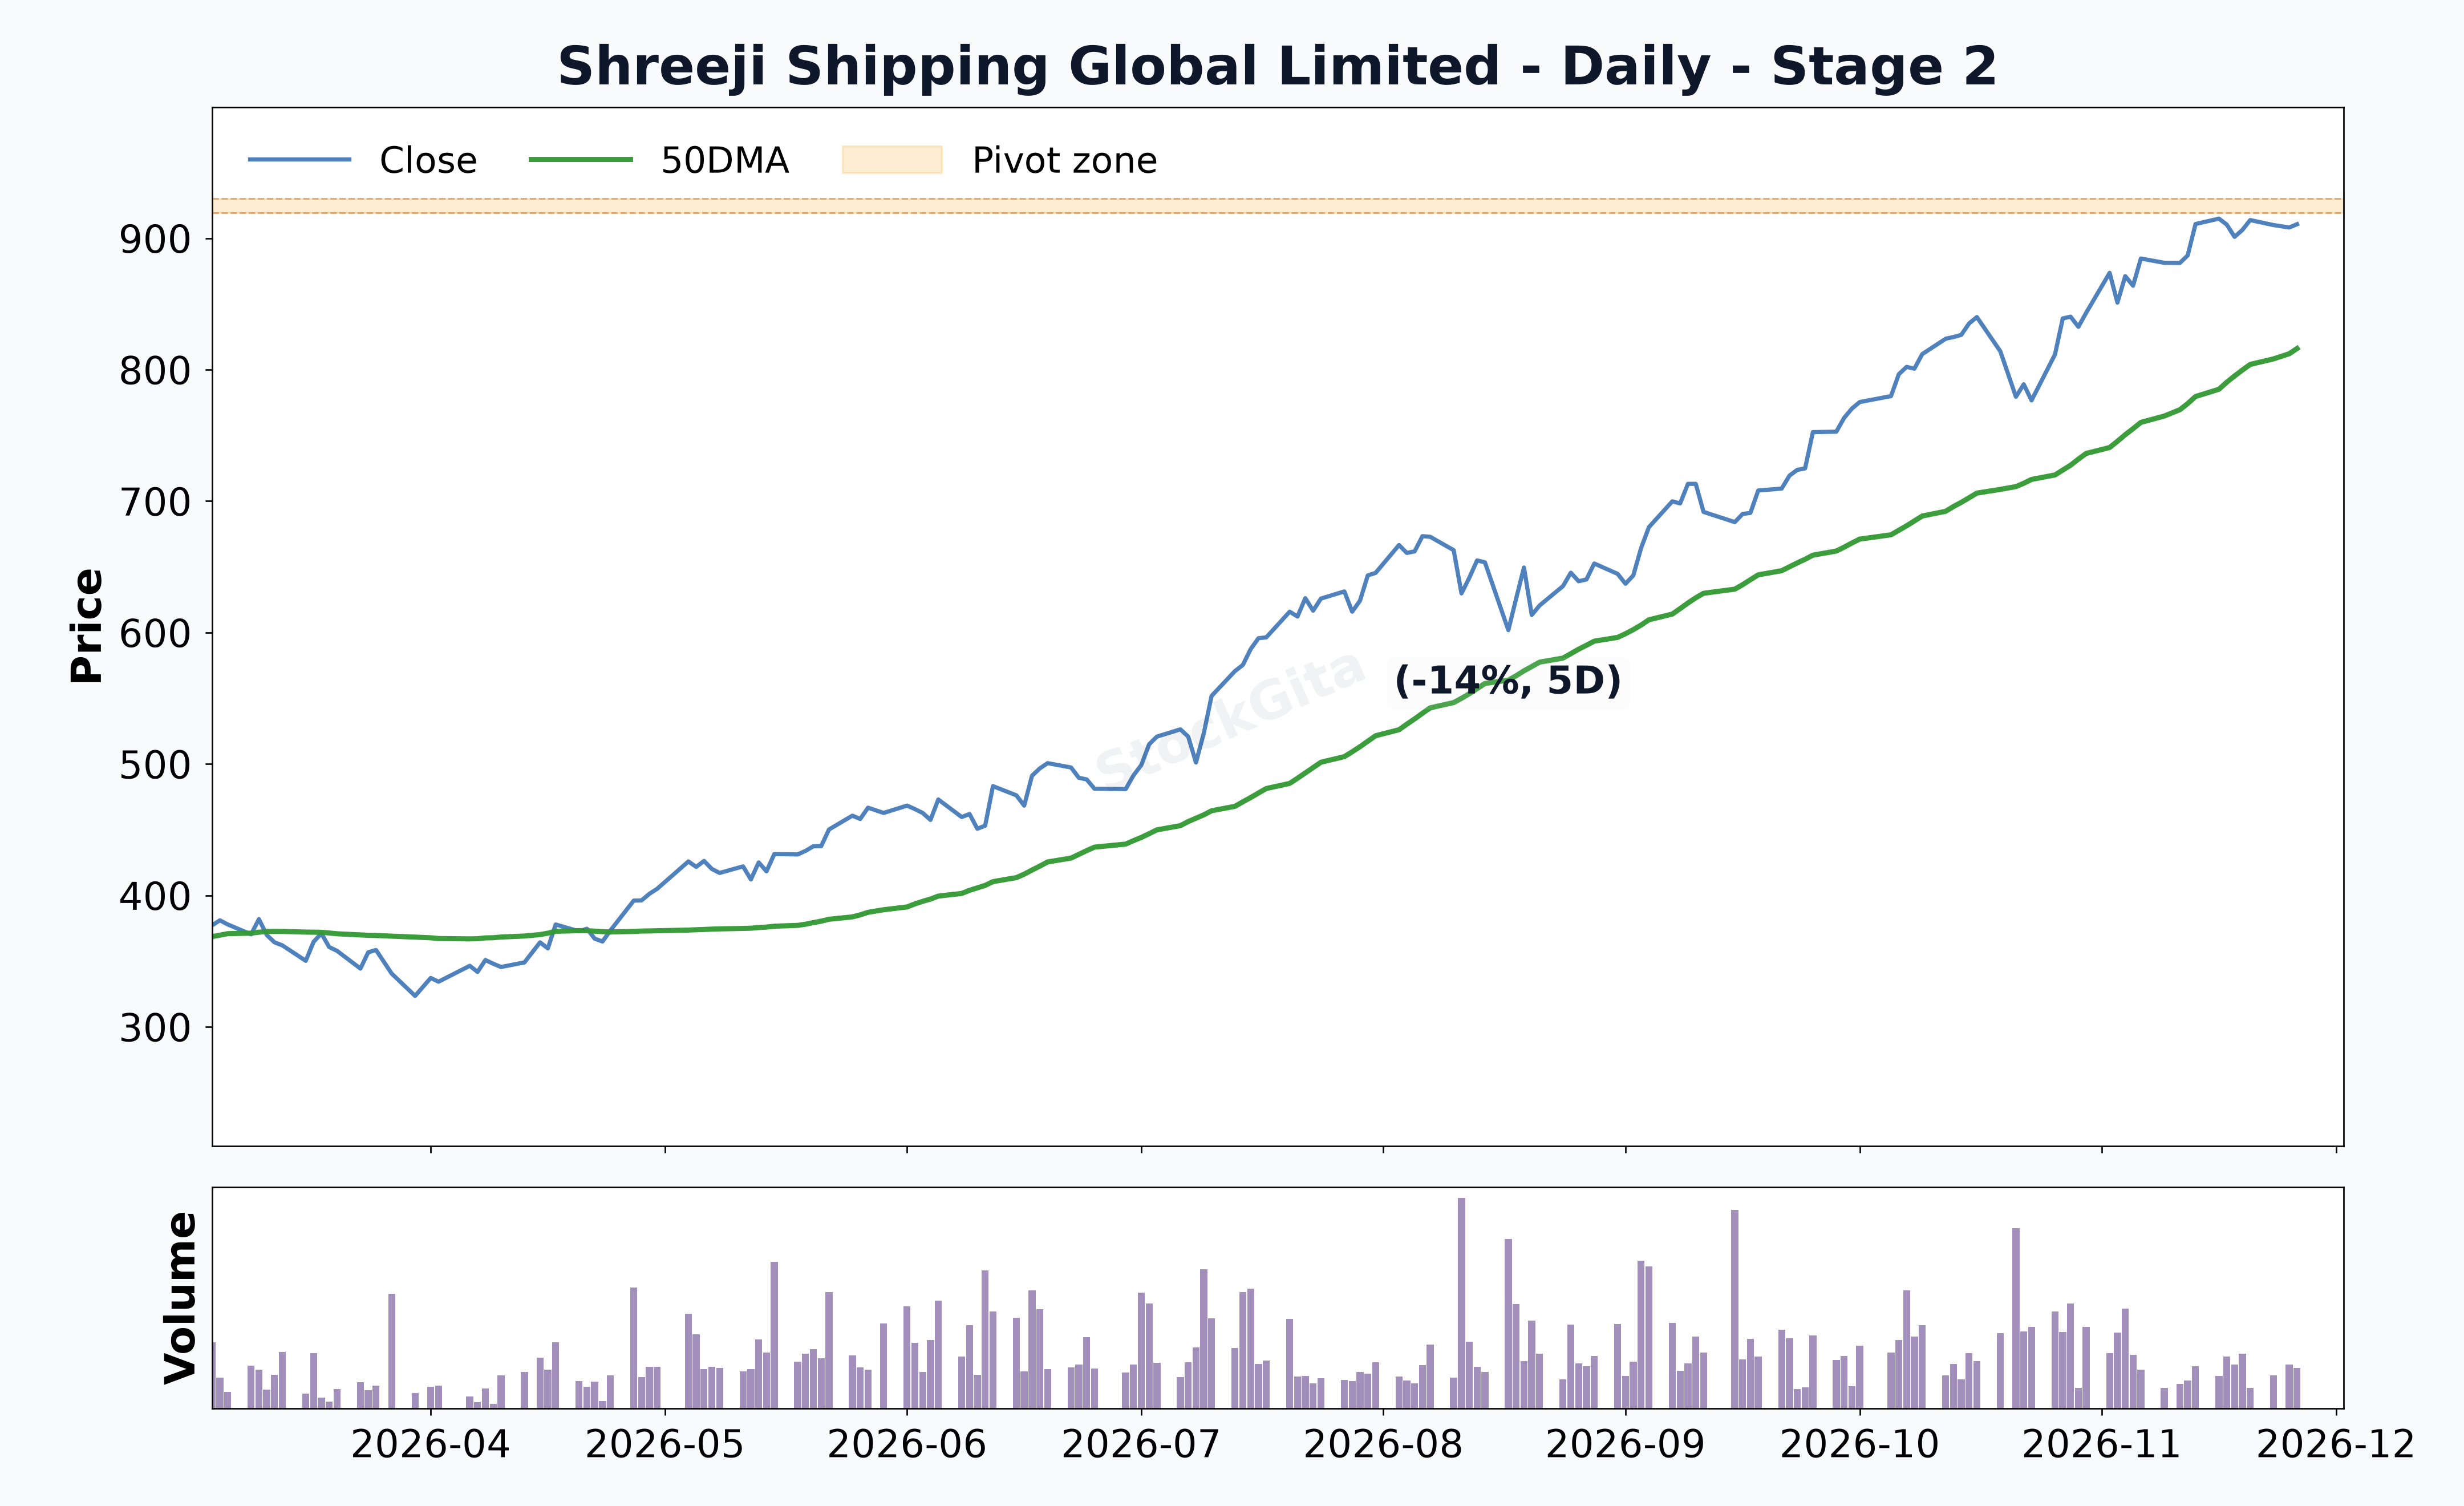 Shreeji Shipping Global Limited - Daily - Stage 2
Close
50DMA
Pivot zone
900
800
700
600
500
400
300
Price
(-14%, 5D)
StockGita
Volume
2026-04
2026-05
2026-06
2026-07
2026-08
2026-09
2026-10
2026-11
2026-12